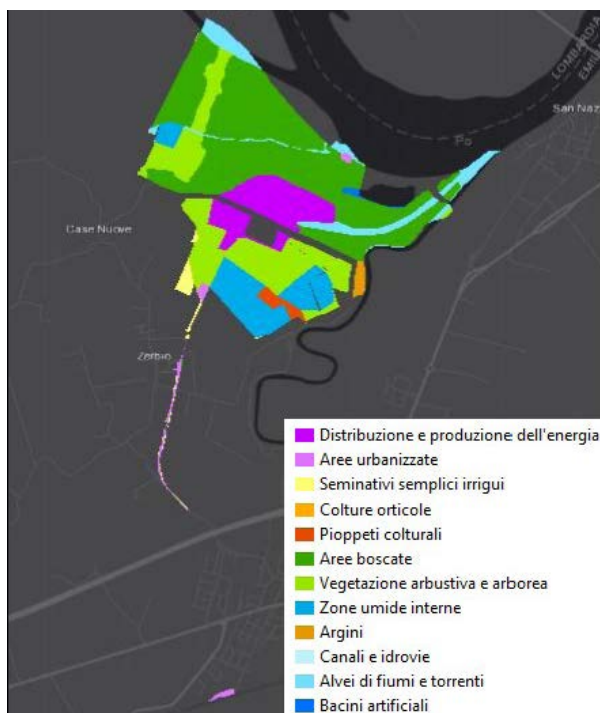 LOMBARDIA
EMILI
San Naz
Po
Case Nuove
Zerbio
Distribuzione e produzione dell'energia
Aree urbanizzate
Seminativi semplici irrigui
Colture orticole
Pioppeti colturali
Aree boscate
Vegetazione arbustiva e arborea
Zone umide interne
Argini
Canali e idrovie
Alvei di fiumi e torrenti
Bacini artificiali